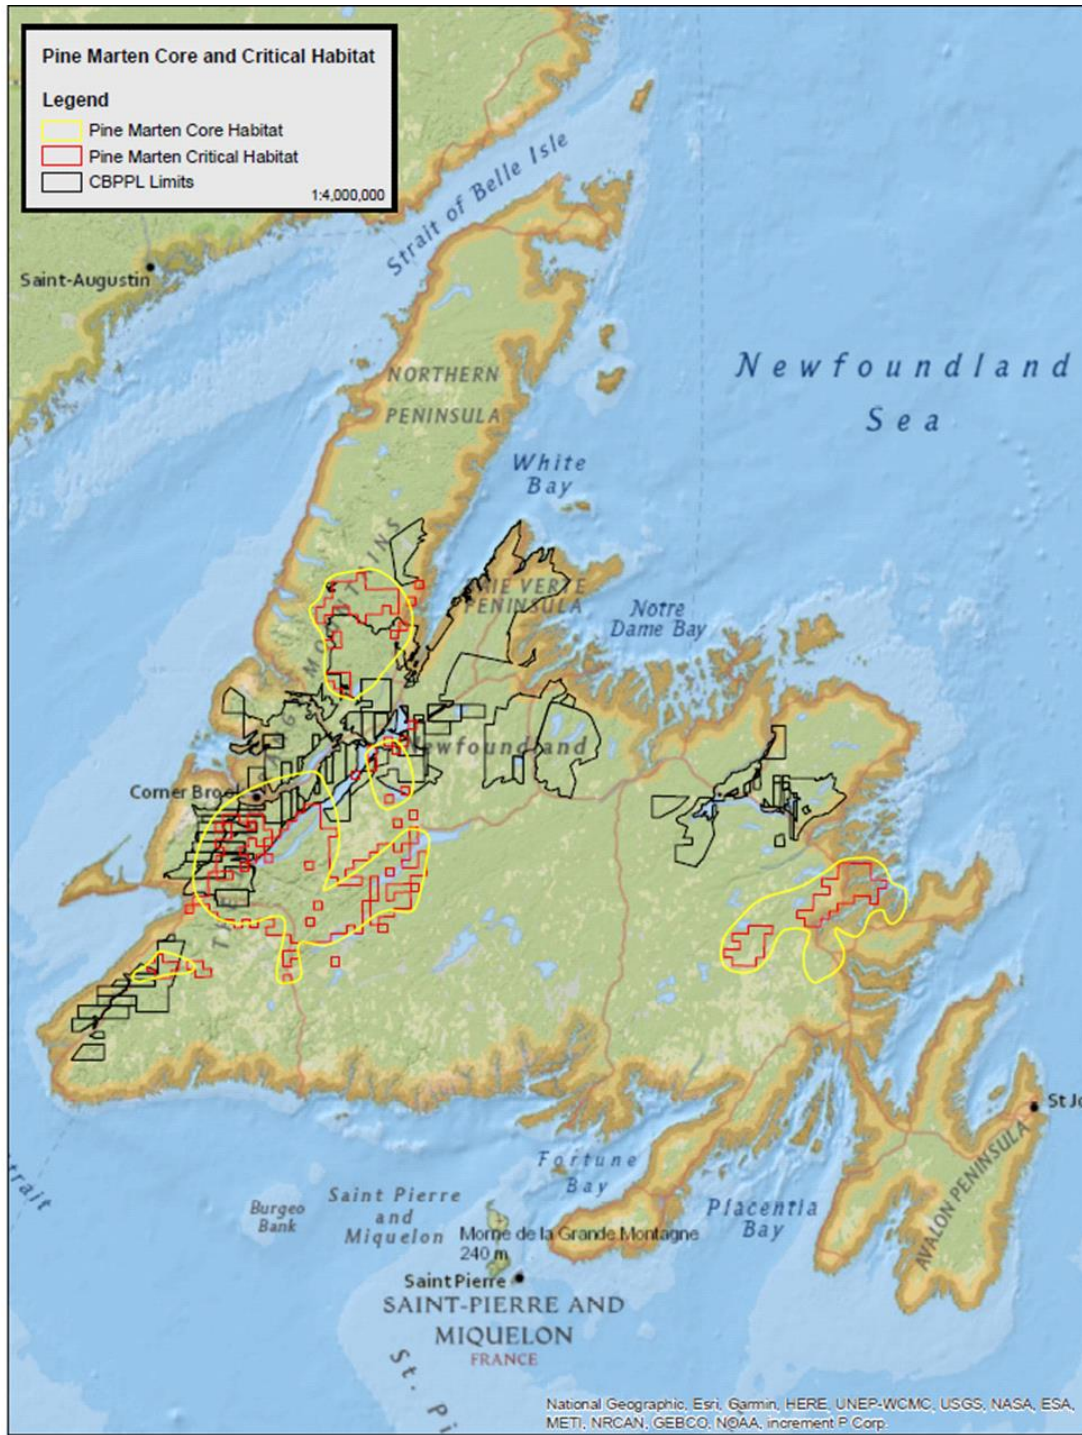 Pine Marten Core and Critical Habitat
Legend
Pine Marten Core Habitat
Pine Marten Critical Habitat
CBPPL Limits
1:4,000,000
Strait of Belle Isle
Saint-Augustin
NORTHERN
PENINSULA
Newfoundland
Sea
White
Bay
PENINSULA
Notre
Dame Bay
Newfoundland
Corner Brook
THE
Fortune
Bay
Placentia
Bay
AVALON PENINSULA
Burgeo
Bank
Saint Pierre
and
Miquelon
Morne de la Grande Montagne
240 m
Saint Pierre
SAINT-PIERRE AND
MIQUELON
FRANCE
National Geographic, Esri, Garmin, HERE, UNEP-WCMC, USGS, NASA, ESA,
METI, NRCAN, GEBCO, NOAA, increment P Corp.